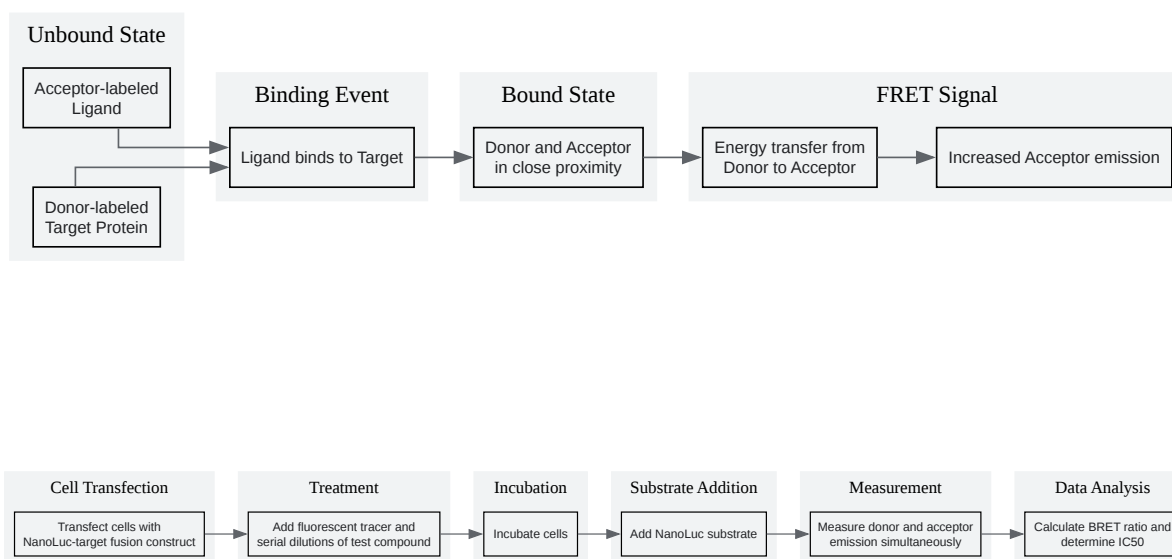 Unbound State
Acceptor-labeled
Ligand
Donor-labeled
Target Protein
Binding Event
Ligand binds to Target
Bound State
Donor and Acceptor
in close proximity
FRET Signal
Energy transfer from
Donor to Acceptor
Increased Acceptor emission
Cell Transfection
Transfect cells with
NanoLuc-target fusion construct
Treatment
Add fluorescent tracer and
serial dilutions of test compound
Incubation
Incubate cells
Substrate Addition
Add NanoLuc substrate
Measurement
Measure donor and acceptor
emission simultaneously
Data Analysis
Calculate BRET ratio and
determine IC50